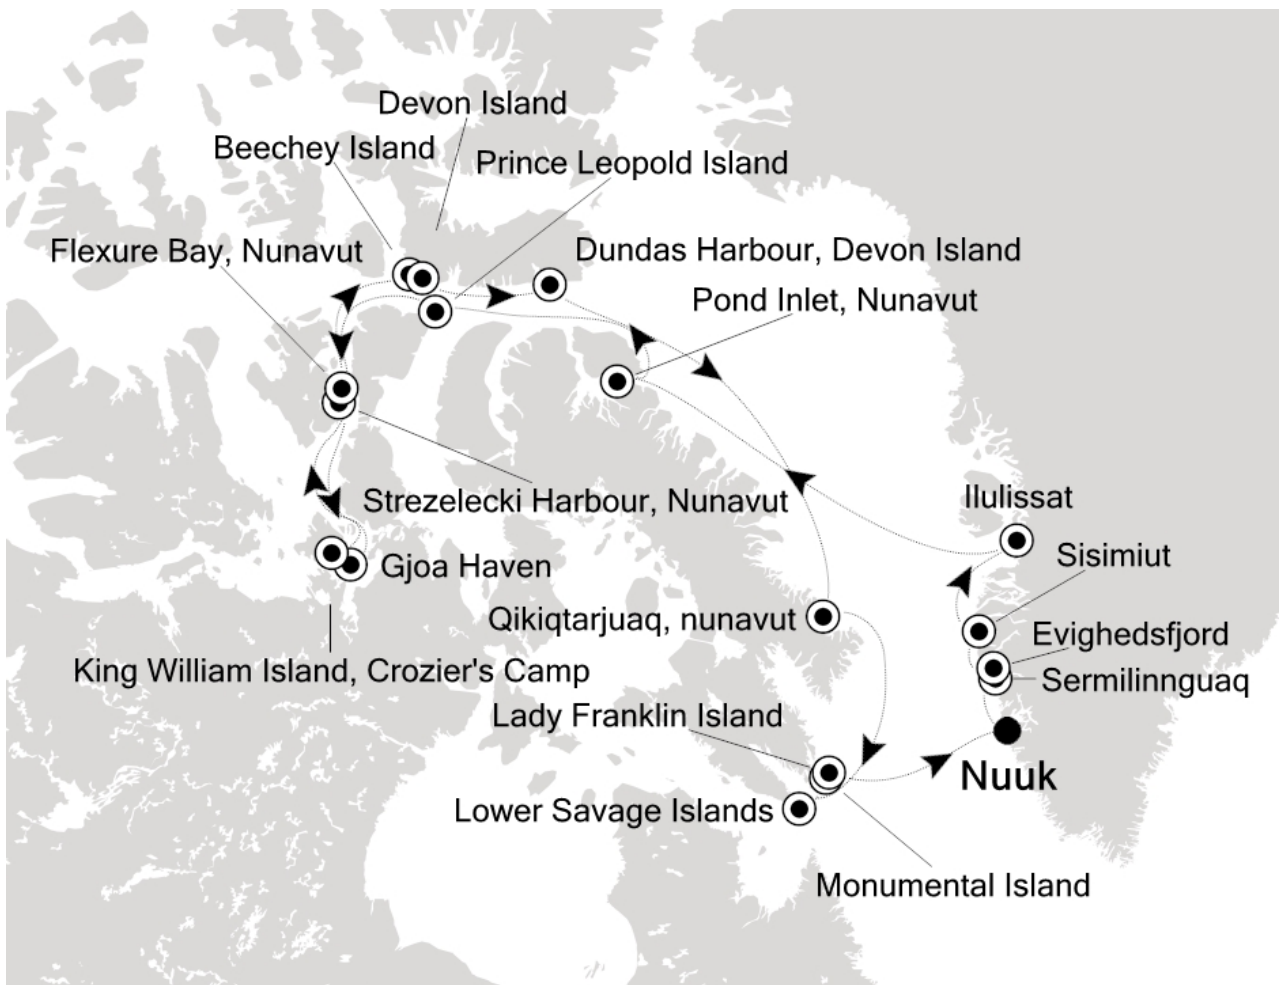 Devon Island
Beechey Island
Prince Leopold Island
Flexure Bay, Nunavut
Dundas Harbour, Devon Island
Pond Inlet, Nunavut
Strezelecki Harbour, Nunavut
Ilulissat
Sisimiut
Gjoa Haven
Qikiqtarjuaq, nunavut
Evighedsfjord
King William Island, Crozier's Camp
Sermilinnguaq
Lady Franklin Island
Nuuk
Lower Savage Islands
Monumental Island